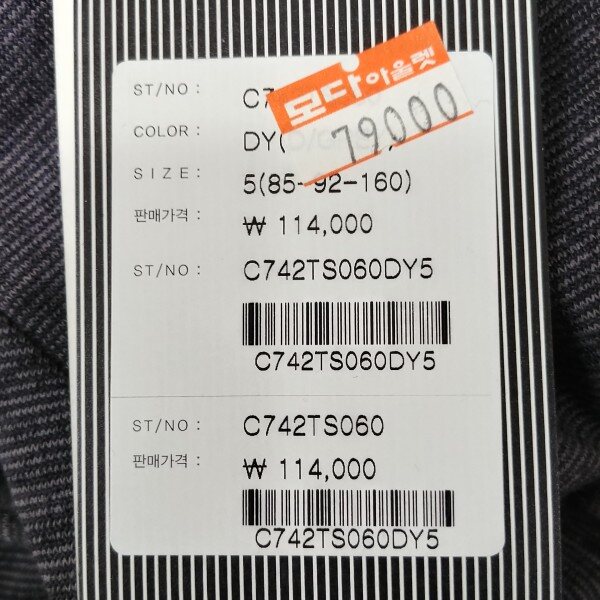 ST/NO : C7
모다아울렛
COLOR : DY(
79000
SIZE : 5(85-92-160)
판매가격 : ₩ 114,000
ST/NO : C742TS060DY5
C742TS060DY5
ST/NO : C742TS060
판매가격 : ₩ 114,000
C742TS060DY5